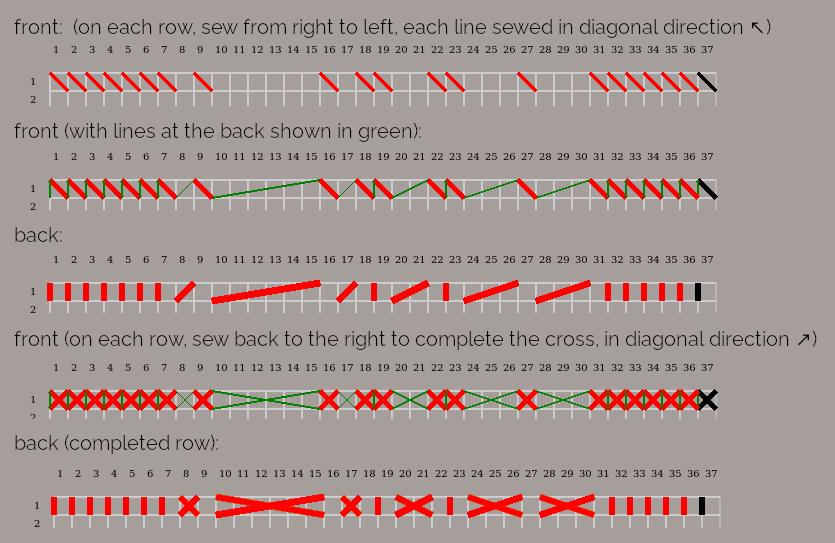 front:  (on each row, sew from right to left, each line sewed in diagonal direction ↖)
1 2 3 4 5 6 7 8 9 10 11 12 13 14 15 16 17 18 19 20 21 22 23 24 25 26 27 28 29 30 31 32 33 34 35 36 37
1
2
front (with lines at the back shown in green):
1 2 3 4 5 6 7 8 9 10 11 12 13 14 15 16 17 18 19 20 21 22 23 24 25 26 27 28 29 30 31 32 33 34 35 36 37
1
2
back:
1 2 3 4 5 6 7 8 9 10 11 12 13 14 15 16 17 18 19 20 21 22 23 24 25 26 27 28 29 30 31 32 33 34 35 36 37
1
2
front (on each row, sew back to the right to complete the cross, in diagonal direction ↗)
1 2 3 4 5 6 7 8 9 10 11 12 13 14 15 16 17 18 19 20 21 22 23 24 25 26 27 28 29 30 31 32 33 34 35 36 37
1
2
back (completed row):
1 2 3 4 5 6 7 8 9 10 11 12 13 14 15 16 17 18 19 20 21 22 23 24 25 26 27 28 29 30 31 32 33 34 35 36 37
1
2